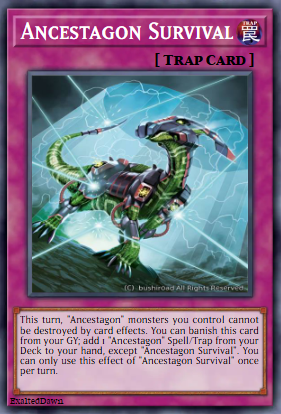 Ancestagon Survival
TRAP
罠
[ Trap Card ]
(C) bushiroad All Rights Reserved
This turn, "Ancestagon" monsters you control cannot
be destroyed by card effects. You can banish this card
from your GY; add 1 "Ancestagon" Spell/Trap from your
Deck to your hand, except "Ancestagon Survival". You
can only use this effect of "Ancestagon Survival" once
per turn.
ExaltedDawn